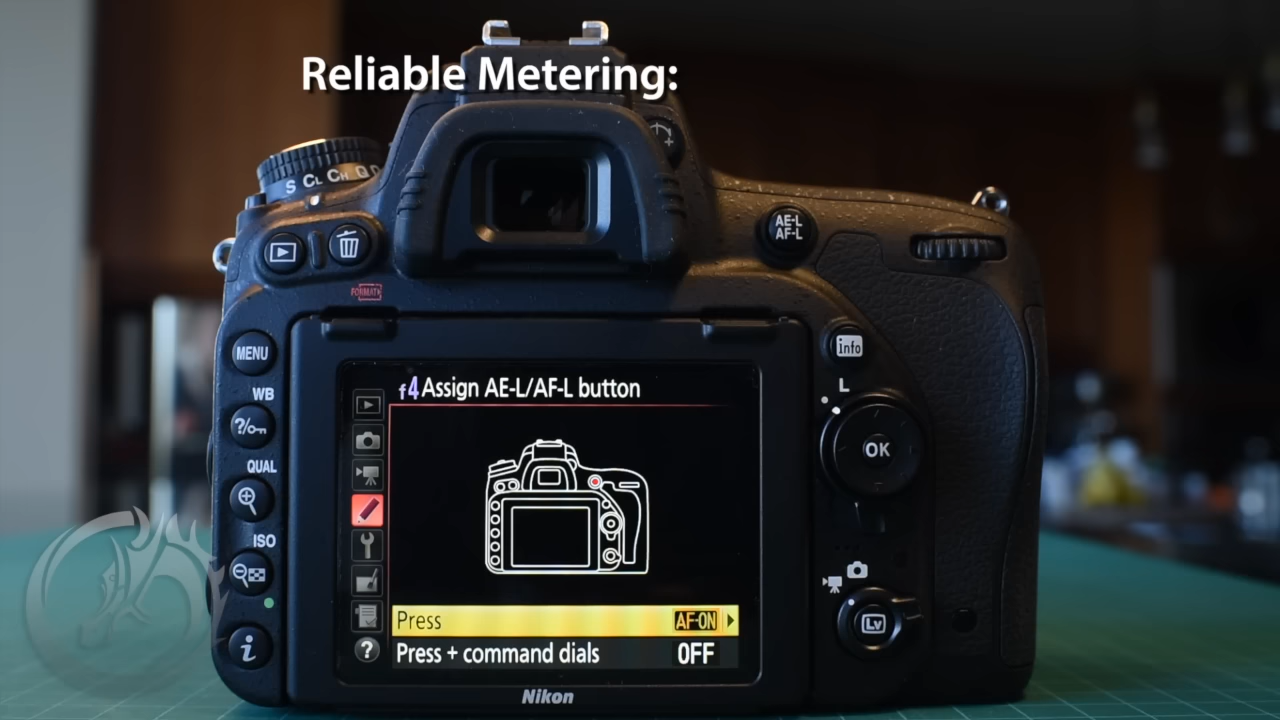 Reliable Metering:
S CL CH Q
AE-L
AF-L
FORMAT
MENU
info
WB
L
f4 Assign AE-L/AF-L button
?
OK
QUAL
ISO
Press AF-ON
i
Lv
? Press + command dials OFF
Nikon